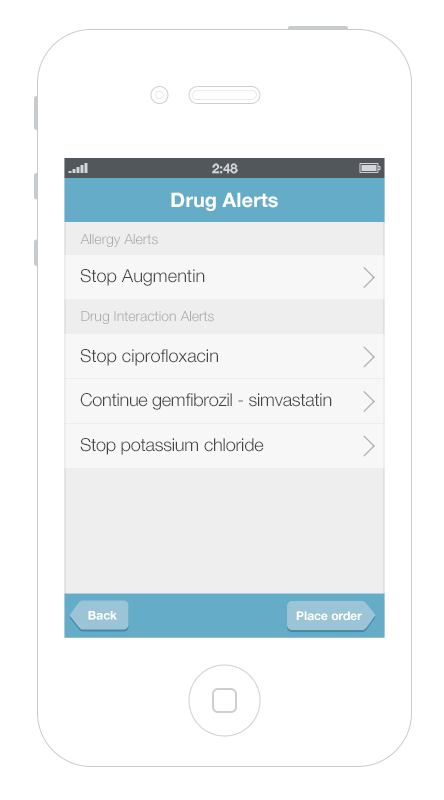 2:48
Drug Alerts
Allergy Alerts
Stop Augmentin
Drug Interaction Alerts
Stop ciprofloxacin
Continue gemfibrozil - simvastatin
Stop potassium chloride
Back
Place order